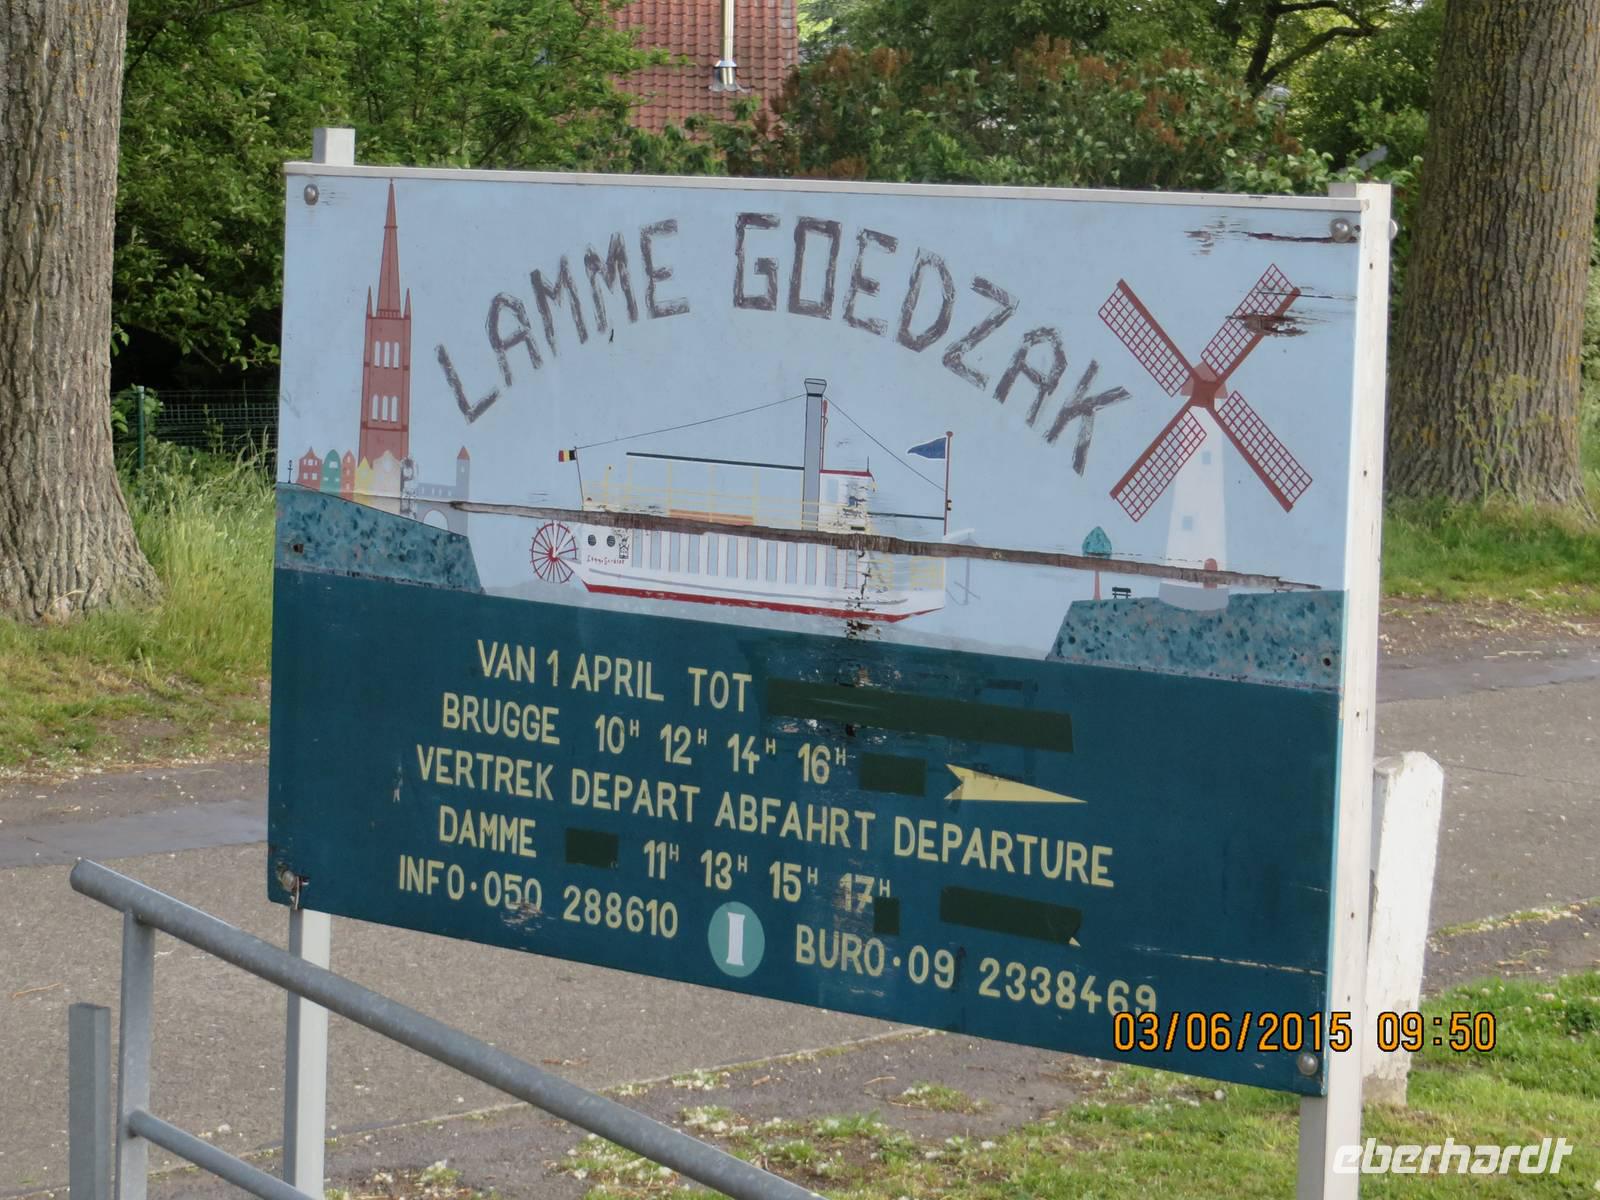 LAMME GOEDZAK
VAN 1 APRIL TOT
BRUGGE 10H 12H 14H 16H
VERTREK DEPART ABFAHRT DEPARTURE
DAMME 11H 13H 15H 17H
INFO·050 288610 I BURO·09 2338469
03/06/2015 09:50
eberhardt